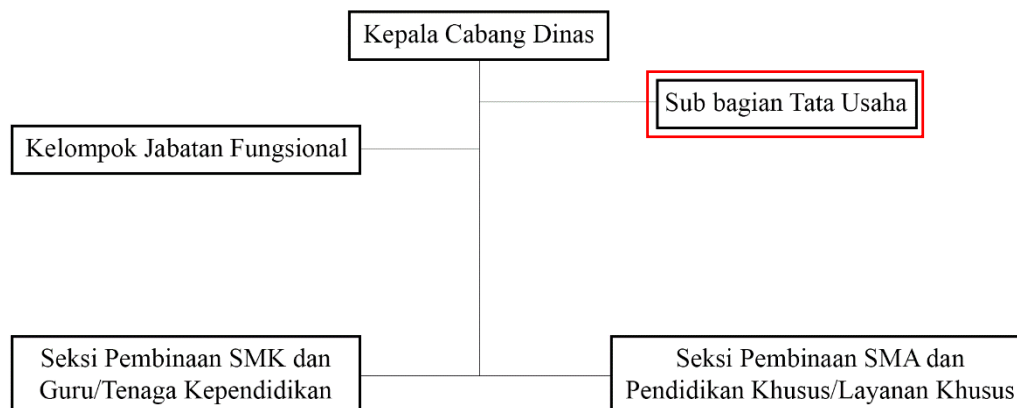 Kepala Cabang Dinas
Sub bagian Tata Usaha
Kelompok Jabatan Fungsional
Seksi Pembinaan SMK dan
Guru/Tenaga Kependidikan
Seksi Pembinaan SMA dan
Pendidikan Khusus/Layanan Khusus